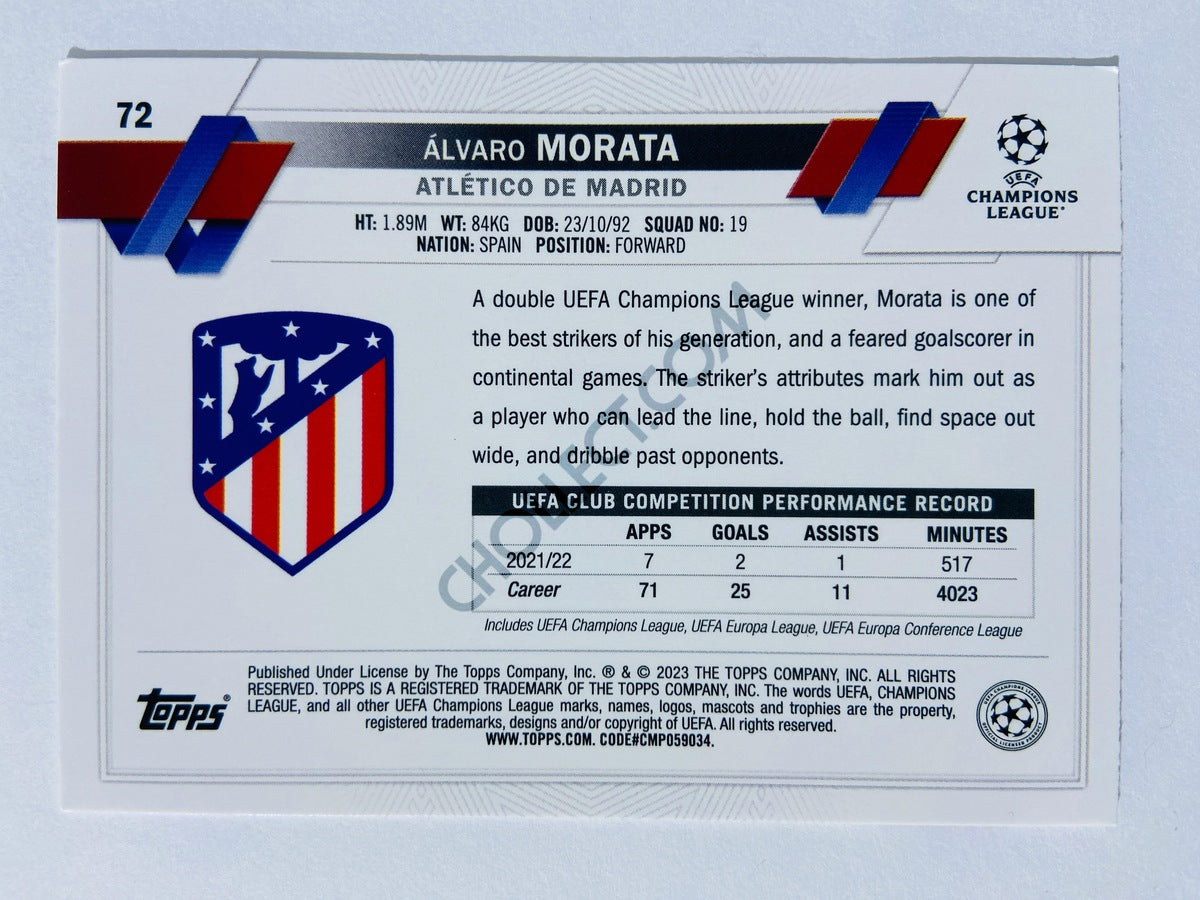 72
ÁLVARO MORATA
ATLÉTICO DE MADRID
HT: 1.89M WT: 84KG DOB: 23/10/92 SQUAD NO: 19
NATION: SPAIN POSITION: FORWARD
UEFA
CHAMPIONS
LEAGUE®
A double UEFA Champions League winner, Morata is one of
the best strikers of his generation, and a feared goalscorer in
continental games. The striker's attributes mark him out as
a player who can lead the line, hold the ball, find space out
wide, and dribble past opponents.
UEFA CLUB COMPETITION PERFORMANCE RECORD
APPS GOALS ASSISTS MINUTES
2021/22 7 2 1 517
Career 71 25 11 4023
Includes UEFA Champions League, UEFA Europa League, UEFA Europa Conference League
CHOLLECT.COM
Published Under License by The Topps Company, Inc. ® & © 2023 THE TOPPS COMPANY, INC. ALL RIGHTS
RESERVED. TOPPS IS A REGISTERED TRADEMARK OF THE TOPPS COMPANY, INC. The words UEFA, CHAMPIONS
LEAGUE, and all other UEFA Champions League marks, names, logos, mascots and trophies are the property,
registered trademarks, designs and/or copyright of UEFA. All rights reserved.
WWW.TOPPS.COM. CODE#CMP059034.
TOPPS®
UEFA CHAMPIONS LEAGUE
OFFICIAL LICENSED PRODUCT